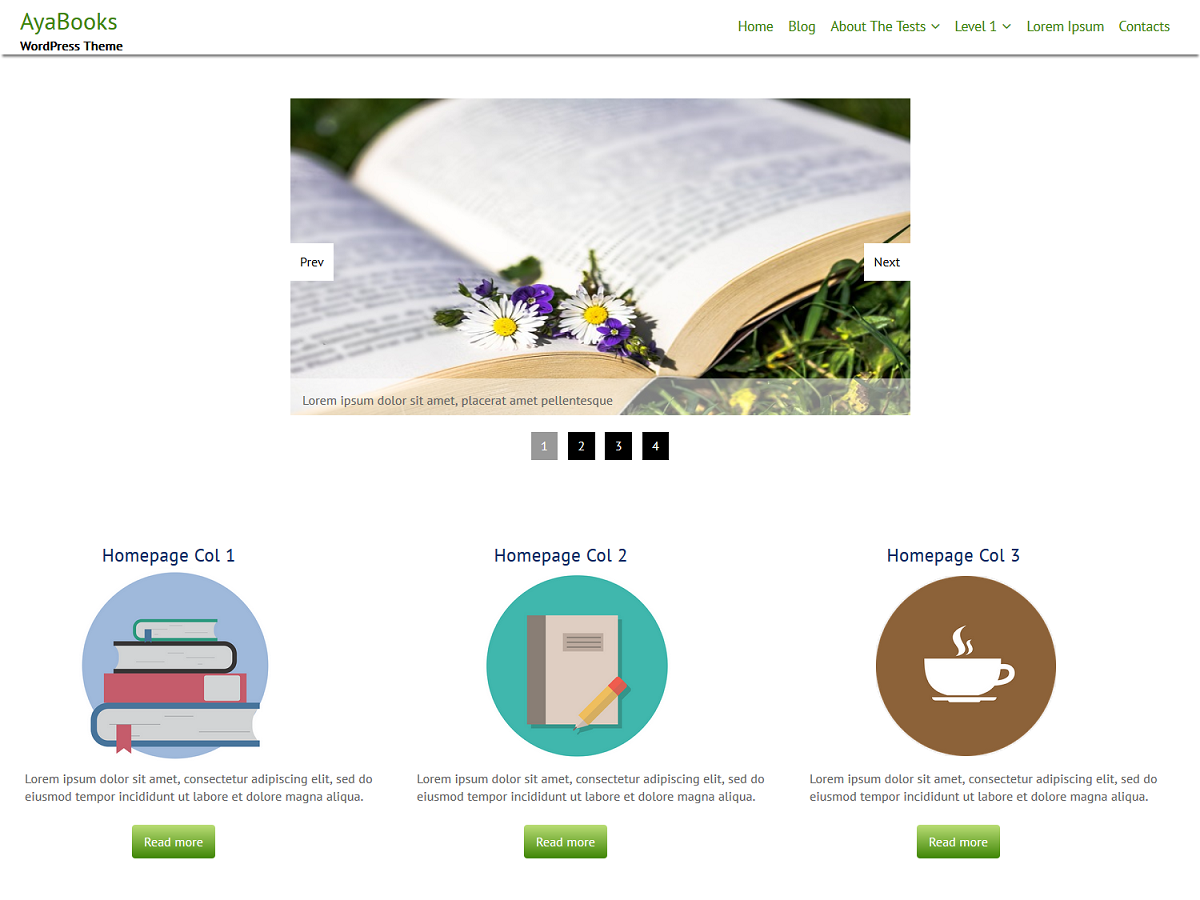 AyaBooks
WordPress Theme
Home Blog About The Tests Level 1 Lorem Ipsum Contacts
Prev
Next
Lorem ipsum dolor sit amet, placerat amet pellentesque
1 2 3 4
Homepage Col 1
Lorem ipsum dolor sit amet, consectetur adipiscing elit, sed do
eiusmod tempor incididunt ut labore et dolore magna aliqua.
Read more
Homepage Col 2
Lorem ipsum dolor sit amet, consectetur adipiscing elit, sed do
eiusmod tempor incididunt ut labore et dolore magna aliqua.
Read more
Homepage Col 3
Lorem ipsum dolor sit amet, consectetur adipiscing elit, sed do
eiusmod tempor incididunt ut labore et dolore magna aliqua.
Read more